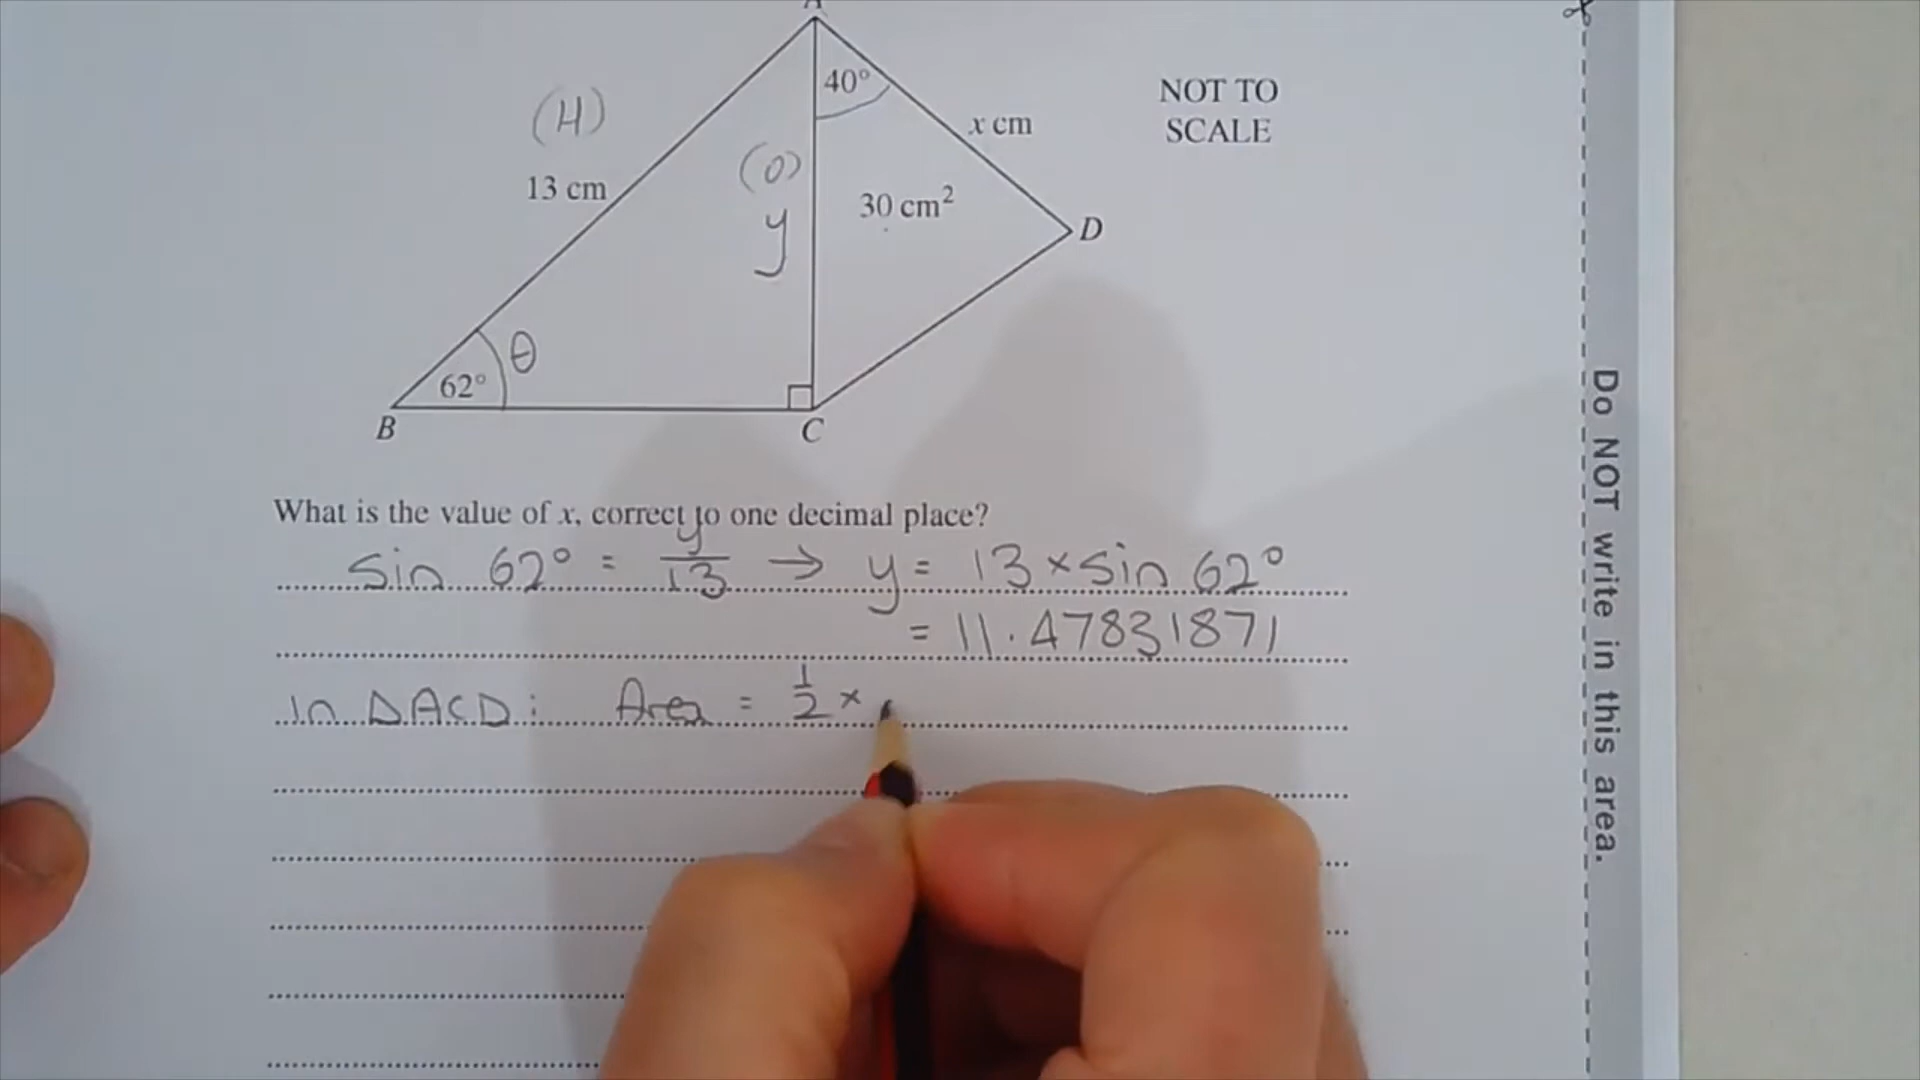 A
40°
NOT TO
SCALE
(H)
x cm
(O)
13 cm
30 cm²
y
D
θ
62°
B
C
What is the value of x, correct to one decimal place?
sin 62° = y/13 → y = 13 × sin 62°
= 11.47831871
In ΔACD: Area = 1/2 ×
Do NOT write in this area.